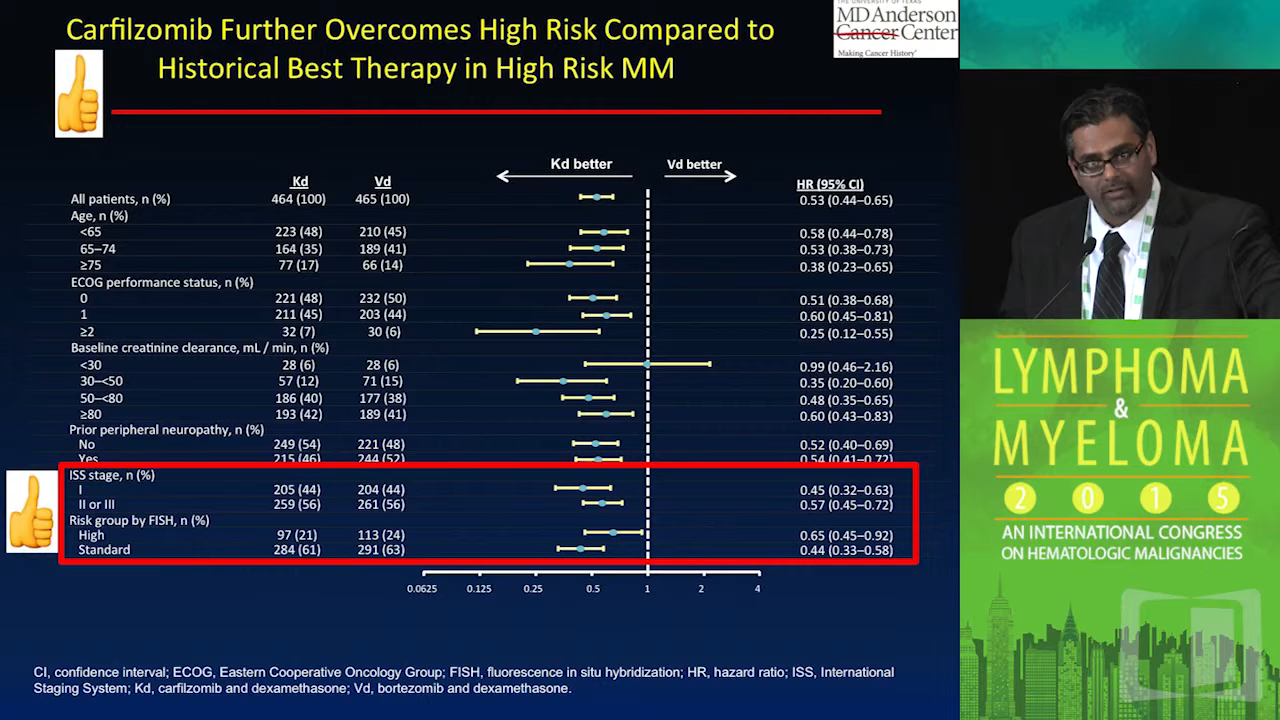 Carfilzomib Further Overcomes High Risk Compared to
Historical Best Therapy in High Risk MM
THE UNIVERSITY OF TEXAS
MD Anderson
Cancer Center
Making Cancer History®
Kd better
Vd better
Kd Vd HR (95% CI)
All patients, n (%) 464 (100) 465 (100) 0.53 (0.44–0.65)
Age, n (%)
<65 223 (48) 210 (45) 0.58 (0.44–0.78)
65–74 164 (35) 189 (41) 0.53 (0.38–0.73)
≥75 77 (17) 66 (14) 0.38 (0.23–0.65)
ECOG performance status, n (%)
0 221 (48) 232 (50) 0.51 (0.38–0.68)
1 211 (45) 203 (44) 0.60 (0.45–0.81)
≥2 32 (7) 30 (6) 0.25 (0.12–0.55)
Baseline creatinine clearance, mL / min, n (%)
<30 28 (6) 28 (6) 0.99 (0.46–2.16)
30–<50 57 (12) 71 (15) 0.35 (0.20–0.60)
50–<80 186 (40) 177 (38) 0.48 (0.35–0.65)
≥80 193 (42) 189 (41) 0.60 (0.43–0.83)
Prior peripheral neuropathy, n (%)
No 249 (54) 221 (48) 0.52 (0.40–0.69)
Yes 215 (46) 244 (52) 0.54 (0.41–0.72)
ISS stage, n (%)
I 205 (44) 204 (44) 0.45 (0.32–0.63)
II or III 259 (56) 261 (56) 0.57 (0.45–0.72)
Risk group by FISH, n (%)
High 97 (21) 113 (24) 0.65 (0.45–0.92)
Standard 284 (61) 291 (63) 0.44 (0.33–0.58)
0.0625 0.125 0.25 0.5 1 2 4
CI, confidence interval; ECOG, Eastern Cooperative Oncology Group; FISH, fluorescence in situ hybridization; HR, hazard ratio; ISS, International
Staging System; Kd, carfilzomib and dexamethasone; Vd, bortezomib and dexamethasone.
LYMPHOMA
&
MYELOMA
2015
AN INTERNATIONAL CONGRESS
ON HEMATOLOGIC MALIGNANCIES